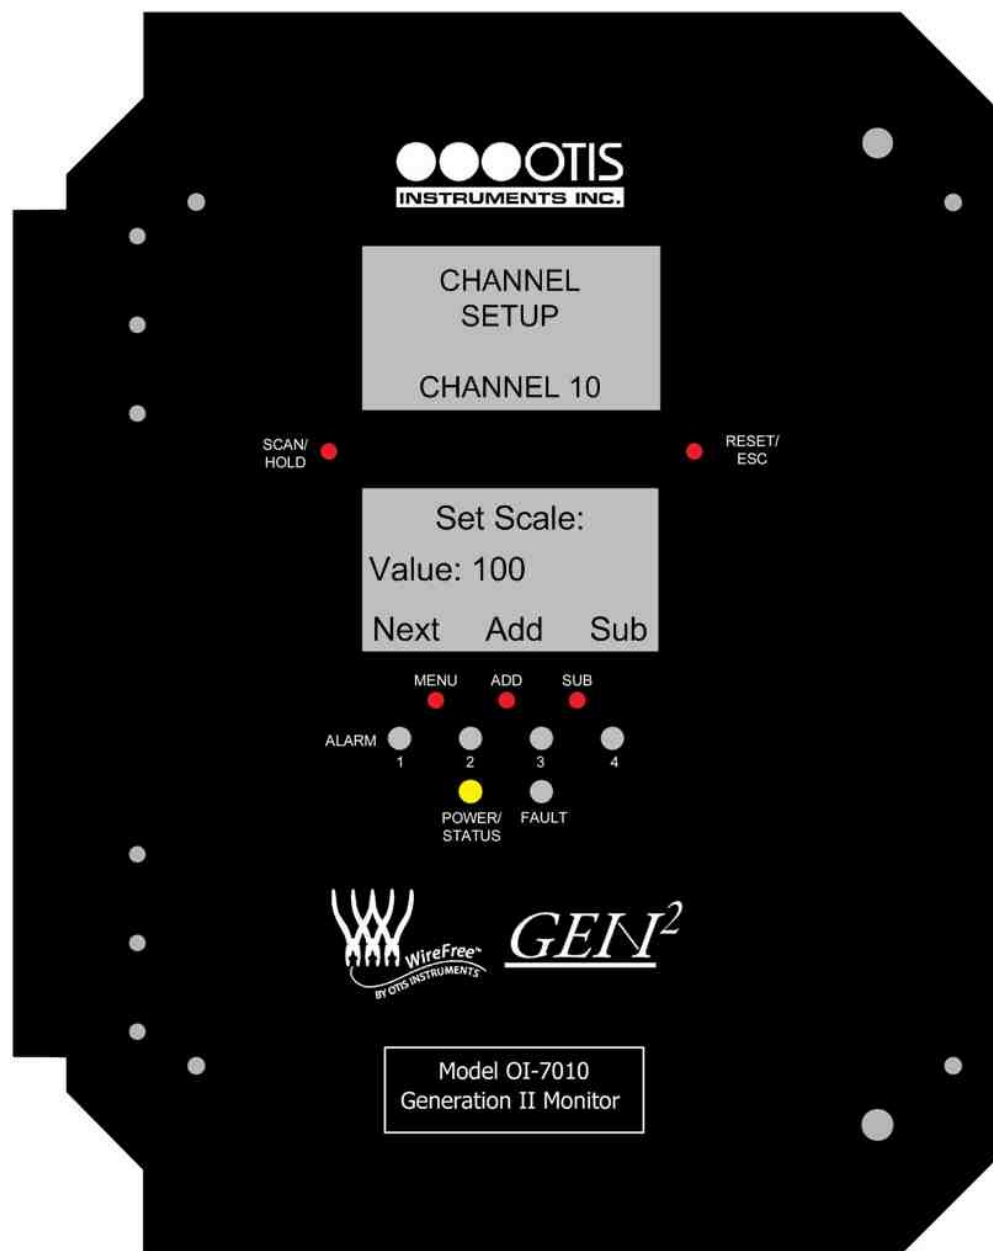 OTIS
INSTRUMENTS INC.
CHANNEL
SETUP
CHANNEL 10
SCAN/
HOLD
RESET/
ESC
Set Scale:
Value: 100
Next Add Sub
MENU ADD SUB
ALARM
1 2 3 4
POWER/
STATUS
FAULT
WireFree™
BY OTIS INSTRUMENTS
GEN²
Model OI-7010
Generation II Monitor